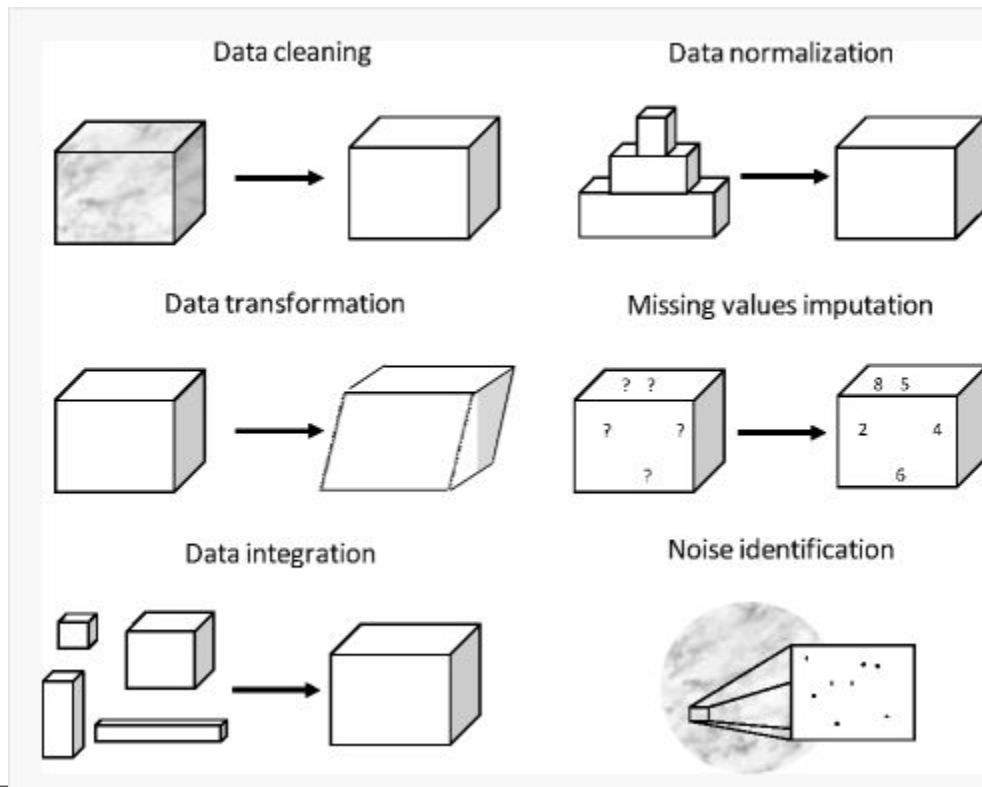 Data cleaning
Data normalization
Data transformation
Missing values imputation
? ?
? ?
?
8 5
2 4
6
Data integration
Noise identification